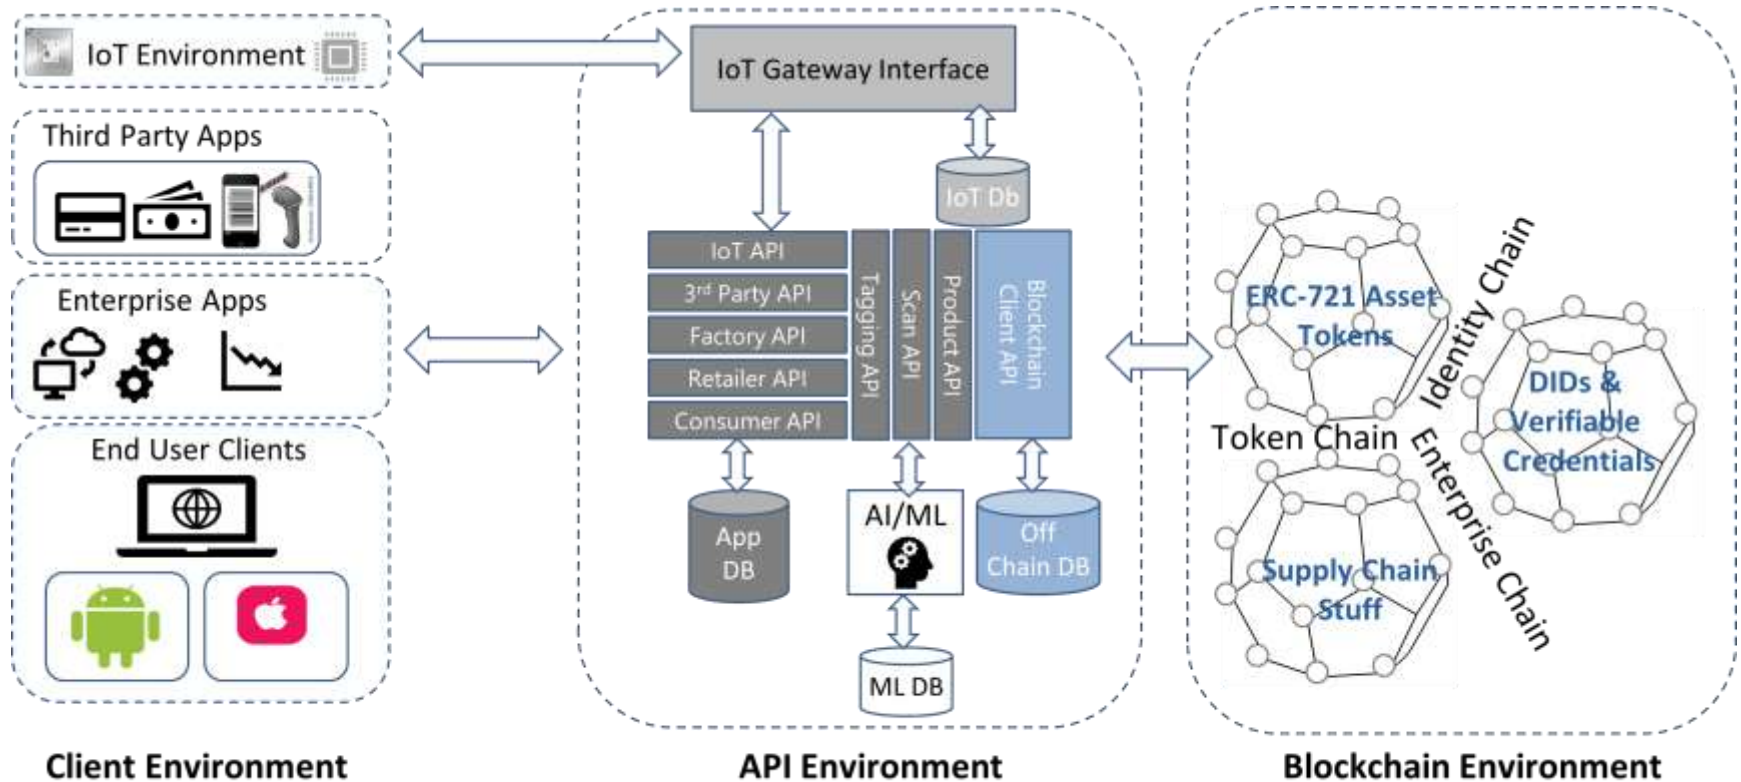 IoT Environment
Third Party Apps
Enterprise Apps
End User Clients
Client Environment
IoT Gateway Interface
IoT Db
IoT API
3rd Party API
Factory API
Retailer API
Consumer API
Tagging API
Scan API
Product API
Blockchain
Client API
App
DB
AI/ML
Off
Chain DB
ML DB
API Environment
ERC-721 Asset
Tokens
Identity Chain
DIDs &
Verifiable
Credentials
Token Chain
Enterprise Chain
Supply Chain
Stuff
Blockchain Environment